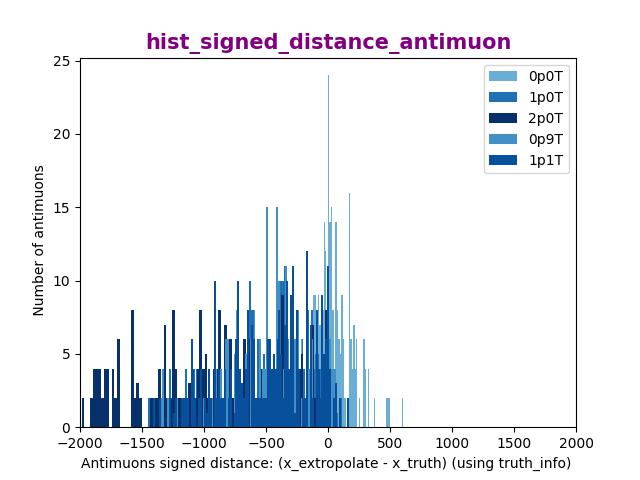 hist_signed_distance_antimuon
25
20
15
10
5
0
Number of antimuons
0p0T
1p0T
2p0T
0p9T
1p1T
−2000 −1500 −1000 −500 0 500 1000 1500 2000
Antimuons signed distance: (x_extropolate - x_truth) (using truth_info)